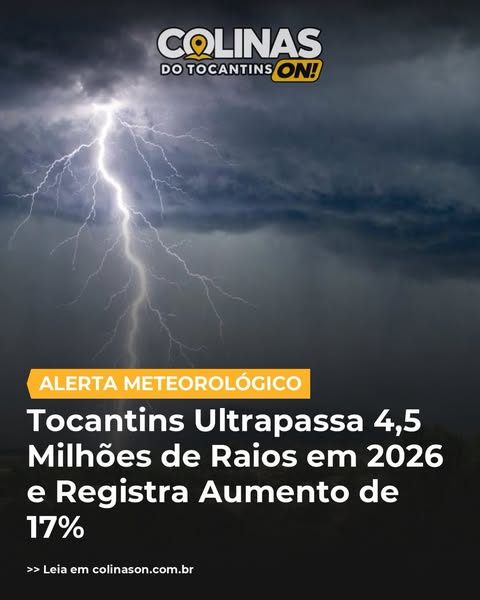 COLINAS
DO TOCANTINS ON!
ALERTA METEOROLÓGICO
Tocantins Ultrapassa 4,5
Milhões de Raios em 2026
e Registra Aumento de
17%
>> Leia em colinason.com.br